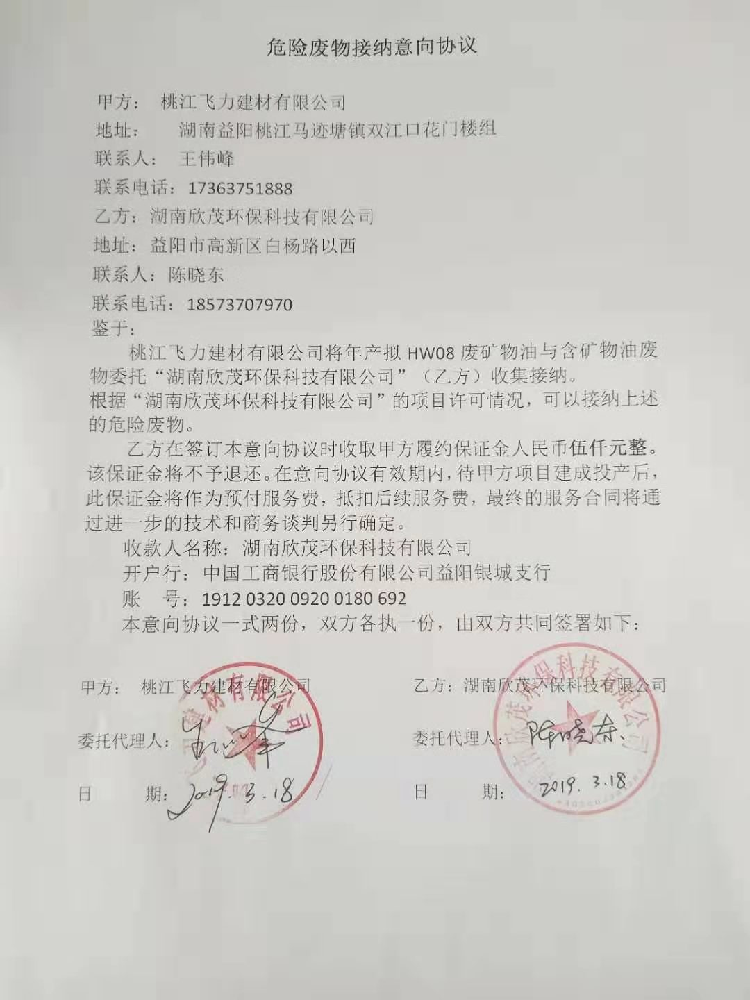 危险废物接纳意向协议
甲方： 桃江飞力建材有限公司
地址： 湖南益阳桃江马迹塘镇双江口花门楼组
联系人： 王伟峰
联系电话：17363751888
乙方：湖南欣茂环保科技有限公司
地址：益阳市高新区白杨路以西
联系人：陈晓东
联系电话：18573707970
鉴于：
桃江飞力建材有限公司将年产拟 HW08 废矿物油与含矿物油废
物委托“湖南欣茂环保科技有限公司”（乙方）收集接纳。
根据“湖南欣茂环保科技有限公司”的项目许可情况，可以接纳上述
的危险废物。
乙方在签订本意向协议时收取甲方履约保证金人民币伍仟元整。
该保证金将不予退还。在意向协议有效期内，待甲方项目建成投产后，
此保证金将作为预付服务费，抵扣后续服务费，最终的服务合同将通
过进一步的技术和商务谈判另行确定。
收款人名称：湖南欣茂环保科技有限公司
开户行：中国工商银行股份有限公司益阳银城支行
账 号：1912 0320 0920 0180 692
本意向协议一式两份，双方各执一份，由双方共同签署如下：
甲方： 桃江飞力建材有限公司 乙方：湖南欣茂环保科技有限公司
委托代理人： 委托代理人：陈晓东
日 期：2019.3.18 日 期：2019.3.18
建材有限公司
湖南欣茂环保科技有限公司